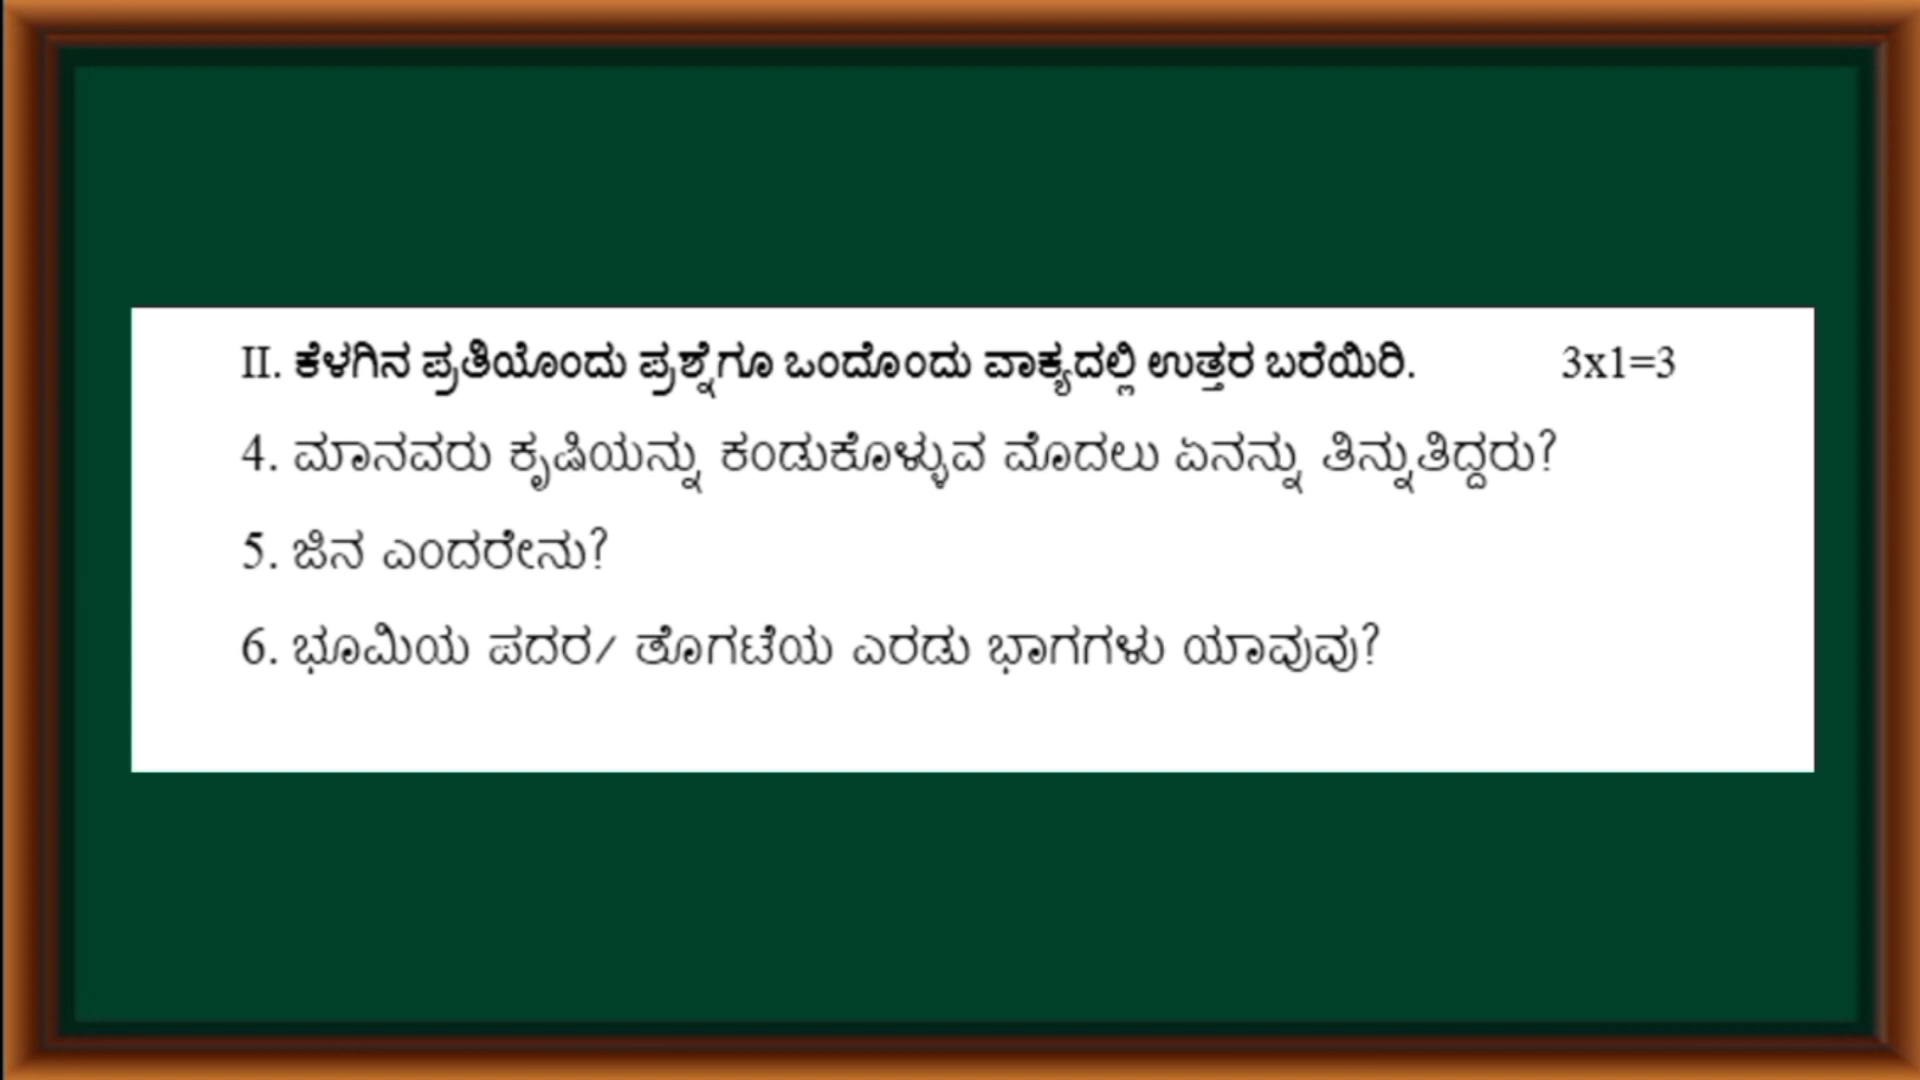 II. ಕೆಳಗಿನ ಪ್ರತಿಯೊಂದು ಪ್ರಶ್ನೆಗೂ ಒಂದೊಂದು ವಾಕ್ಯದಲ್ಲಿ ಉತ್ತರ ಬರೆಯಿರಿ. 3x1=3
4. ಮಾನವರು ಕೃಷಿಯನ್ನು ಕಂಡುಕೊಳ್ಳುವ ಮೊದಲು ಏನನ್ನು ತಿನ್ನುತಿದ್ದರು?
5. ಜಿನ ಎಂದರೇನು?
6. ಭೂಮಿಯ ಪದರ/ ತೊಗಟೆಯ ಎರಡು ಭಾಗಗಳು ಯಾವುವು?